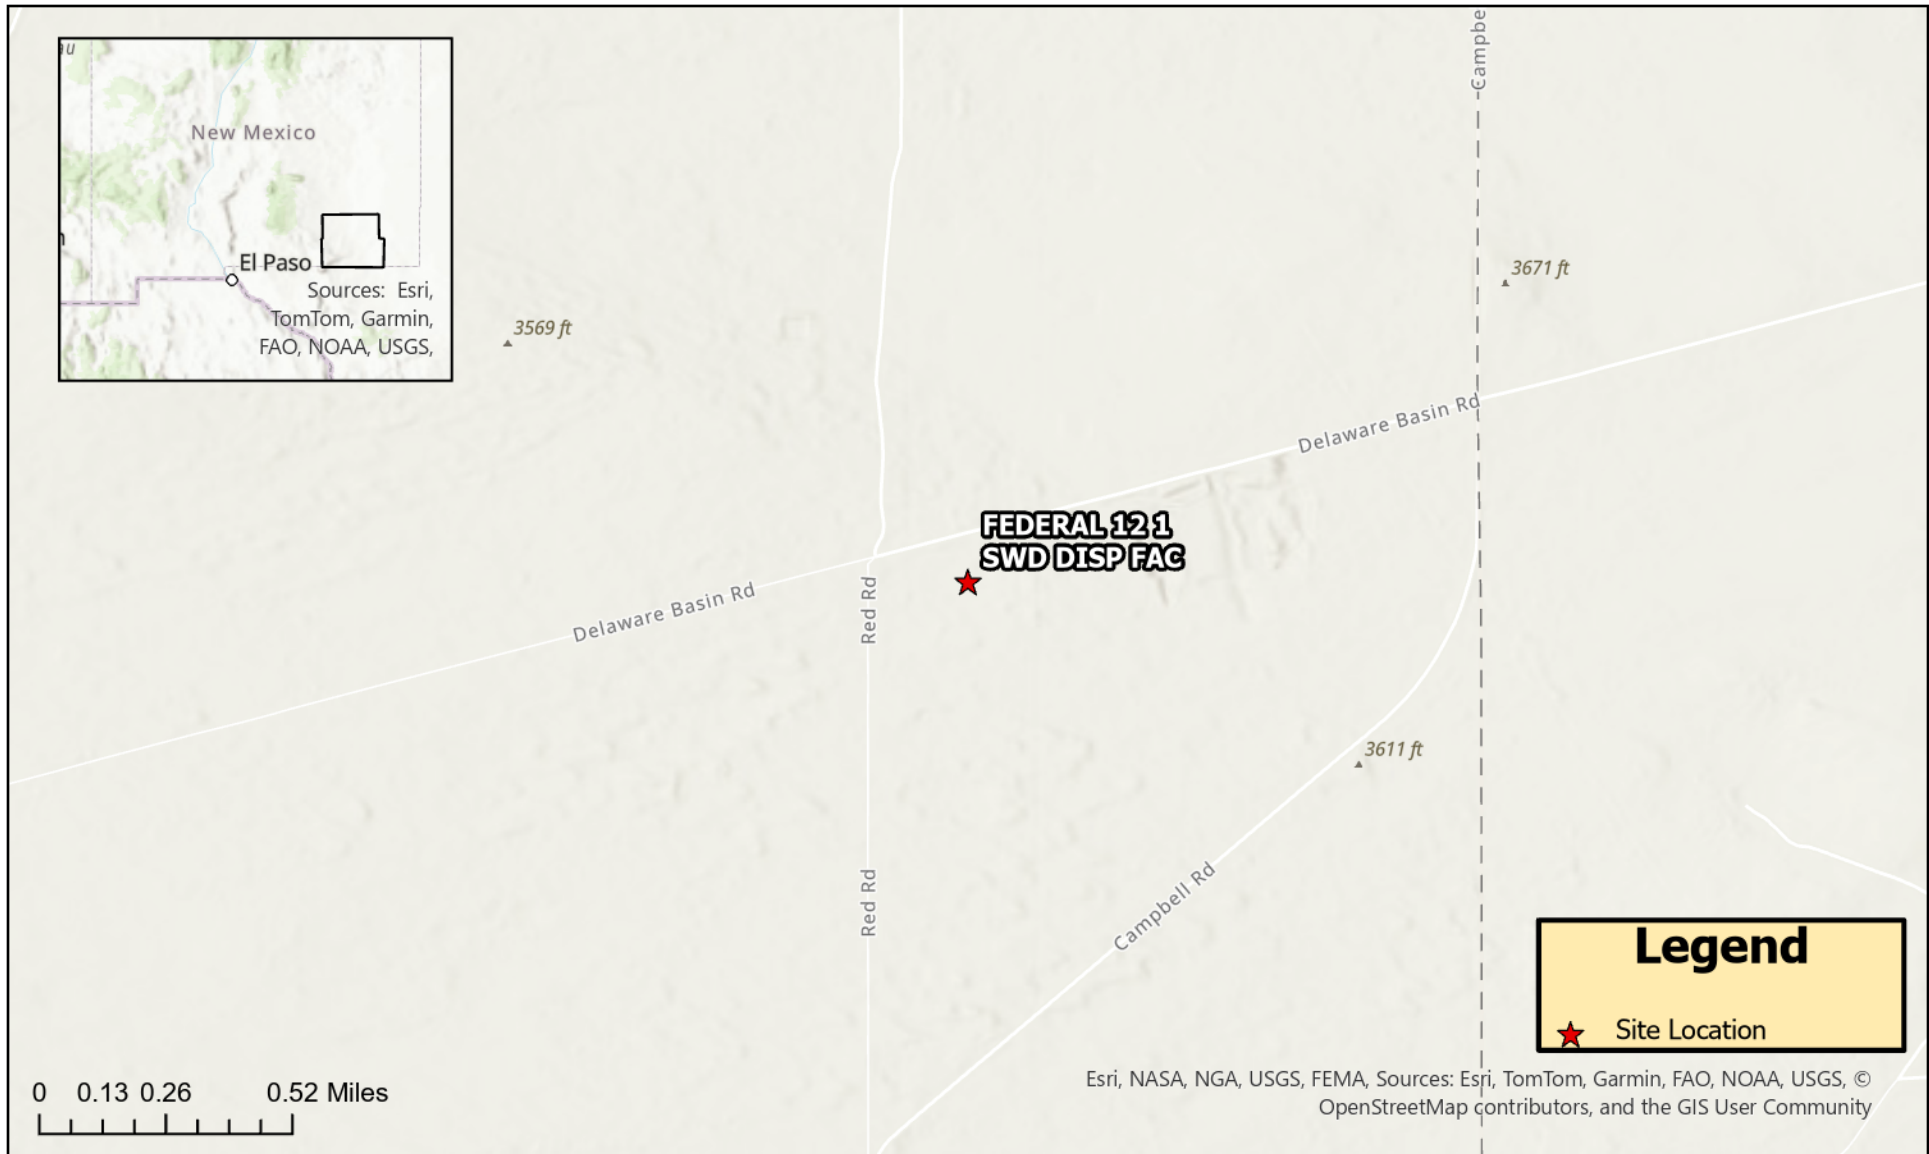 Campbe
au
New Mexico
El Paso
Sources: Esri,
TomTom, Garmin,
FAO, NOAA, USGS,
3671 ft
3569 ft
Delaware Basin Rd
FEDERAL 12 1
SWD DISP FAC
Delaware Basin Rd
Red Rd
3611 ft
Red Rd
Campbell Rd
Legend
Site Location
0 0.13 0.26 0.52 Miles
Esri, NASA, NGA, USGS, FEMA, Sources: Esri, TomTom, Garmin, FAO, NOAA, USGS, ©
OpenStreetMap contributors, and the GIS User Community